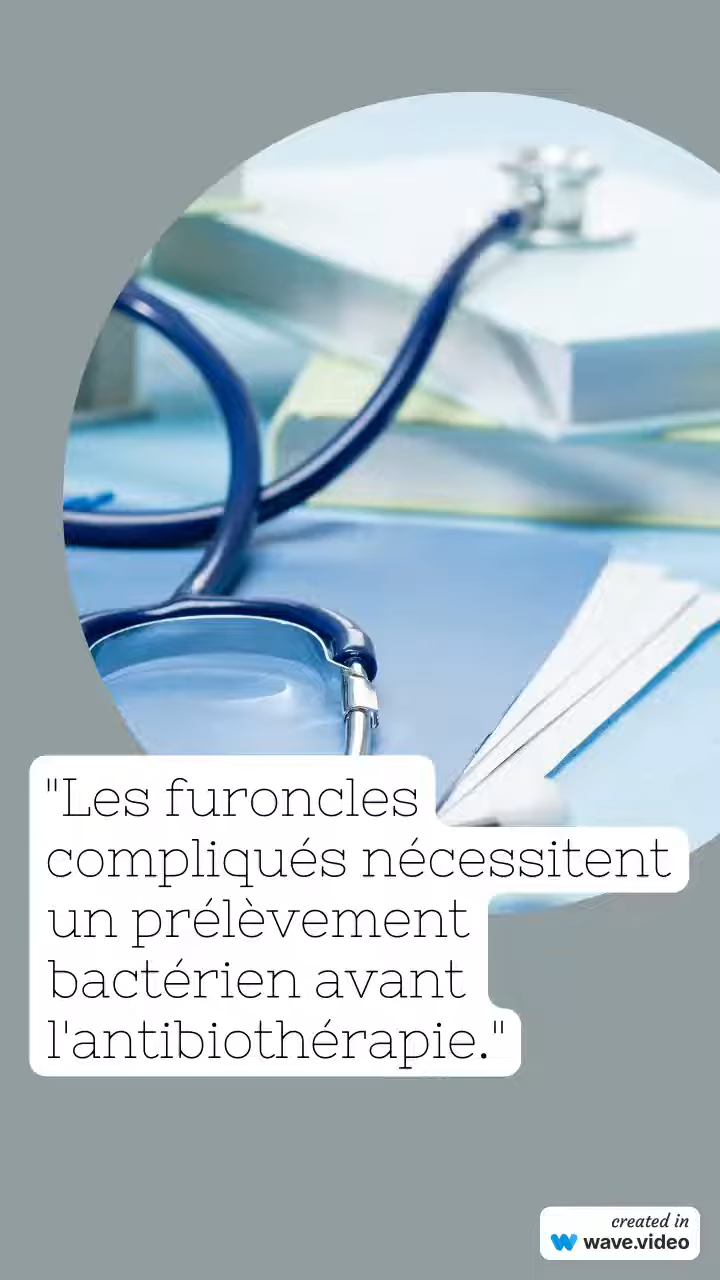 "Les furoncles
compliqués nécessitent
un prélèvement
bactérien avant
l'antibiothérapie."
created in
wave.video